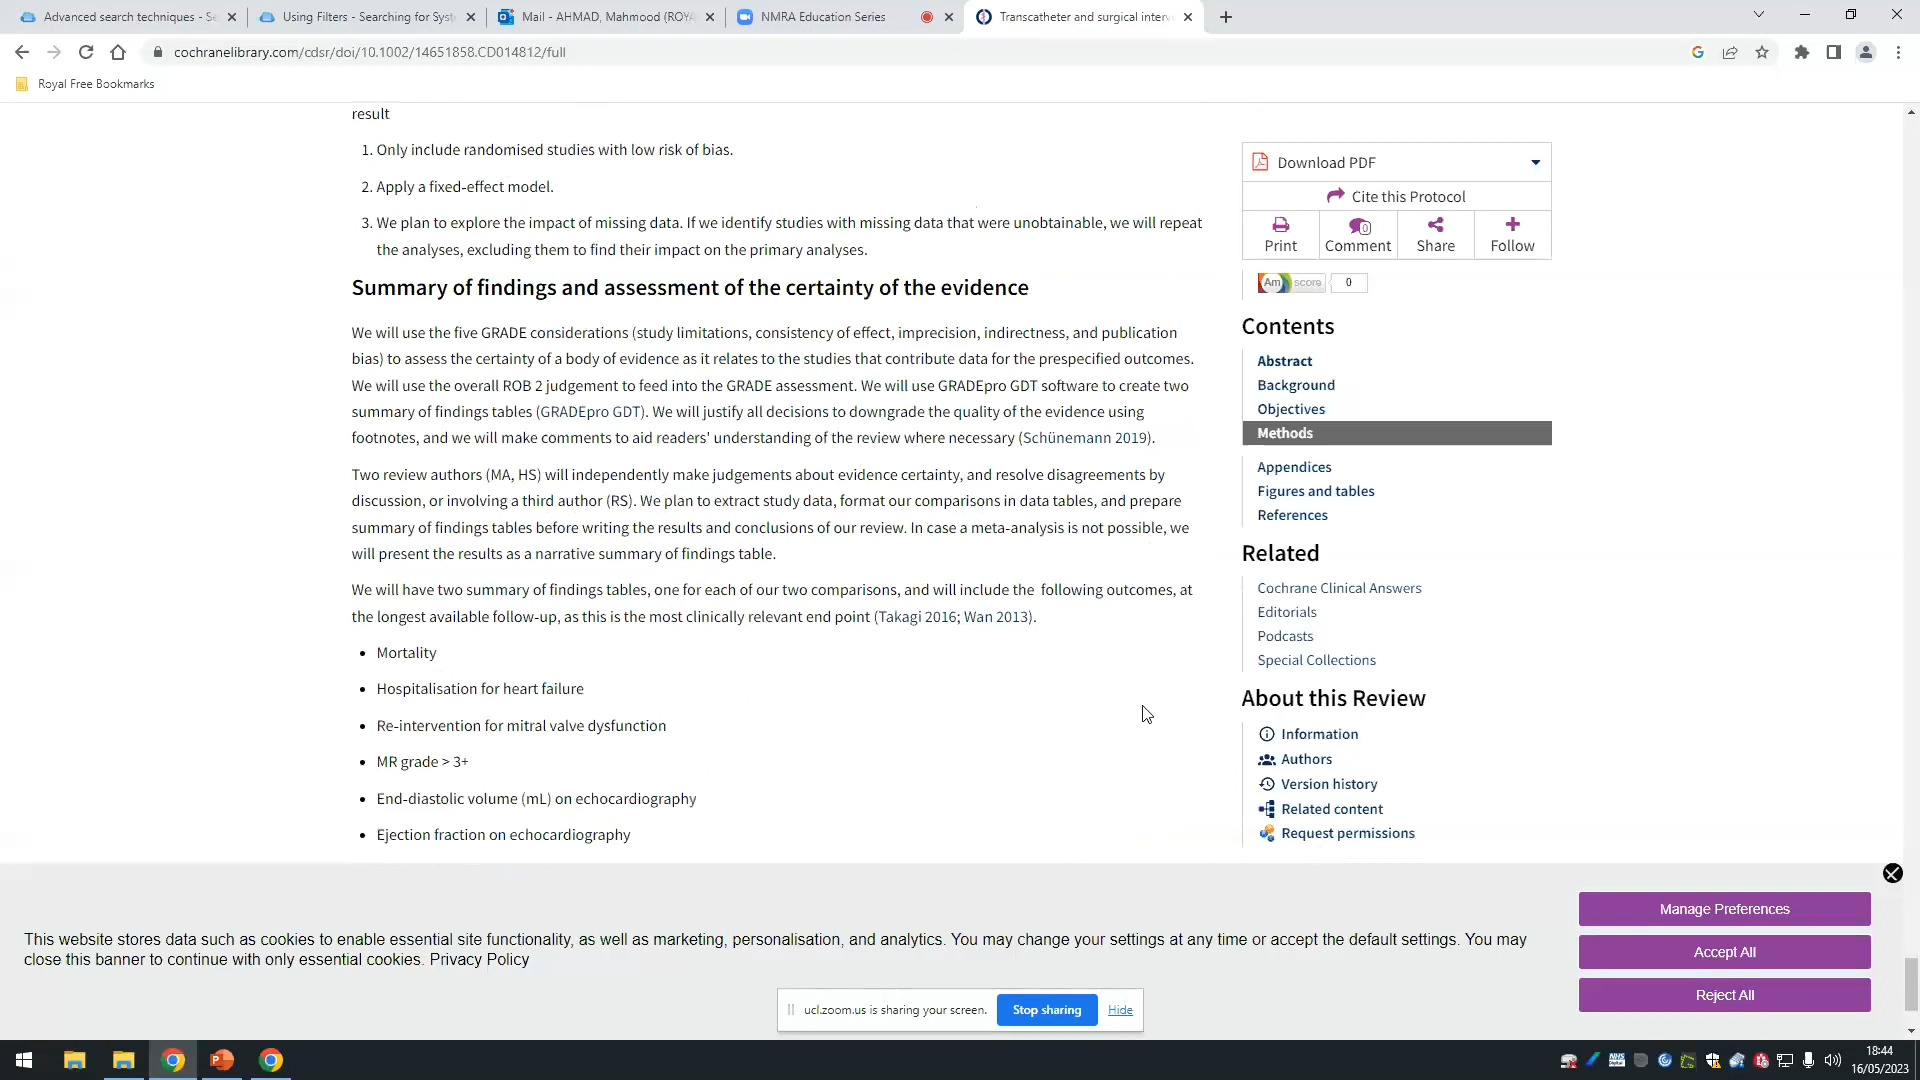 Advanced search techniques - Se
Using Filters - Searching for Syst
Mail - AHMAD, Mahmood (ROYA
NMRA Education Series
Transcatheter and surgical interv
cochranelibrary.com/cdsr/doi/10.1002/14651858.CD014812/full
Royal Free Bookmarks
result
1. Only include randomised studies with low risk of bias.
2. Apply a fixed-effect model.
3. We plan to explore the impact of missing data. If we identify studies with missing data that were unobtainable, we will repeat
the analyses, excluding them to find their impact on the primary analyses.
Summary of findings and assessment of the certainty of the evidence
We will use the five GRADE considerations (study limitations, consistency of effect, imprecision, indirectness, and publication
bias) to assess the certainty of a body of evidence as it relates to the studies that contribute data for the prespecified outcomes.
We will use the overall ROB 2 judgement to feed into the GRADE assessment. We will use GRADEpro GDT software to create two
summary of findings tables (GRADEpro GDT). We will justify all decisions to downgrade the quality of the evidence using
footnotes, and we will make comments to aid readers' understanding of the review where necessary (Schünemann 2019).
Two review authors (MA, HS) will independently make judgements about evidence certainty, and resolve disagreements by
discussion, or involving a third author (RS). We plan to extract study data, format our comparisons in data tables, and prepare
summary of findings tables before writing the results and conclusions of our review. In case a meta-analysis is not possible, we
will present the results as a narrative summary of findings table.
We will have two summary of findings tables, one for each of our two comparisons, and will include the following outcomes, at
the longest available follow-up, as this is the most clinically relevant end point (Takagi 2016; Wan 2013).
• Mortality
• Hospitalisation for heart failure
• Re-intervention for mitral valve dysfunction
• MR grade > 3+
• End-diastolic volume (mL) on echocardiography
• Ejection fraction on echocardiography
Download PDF
Cite this Protocol
Print
0
Comment
Share
Follow
Am score 0
Contents
Abstract
Background
Objectives
Methods
Appendices
Figures and tables
References
Related
Cochrane Clinical Answers
Editorials
Podcasts
Special Collections
About this Review
Information
Authors
Version history
Related content
Request permissions
This website stores data such as cookies to enable essential site functionality, as well as marketing, personalisation, and analytics. You may change your settings at any time or accept the default settings. You may
close this banner to continue with only essential cookies. Privacy Policy
Manage Preferences
Accept All
Reject All
ucl.zoom.us is sharing your screen.
Stop sharing
Hide
18:44
16/05/2023